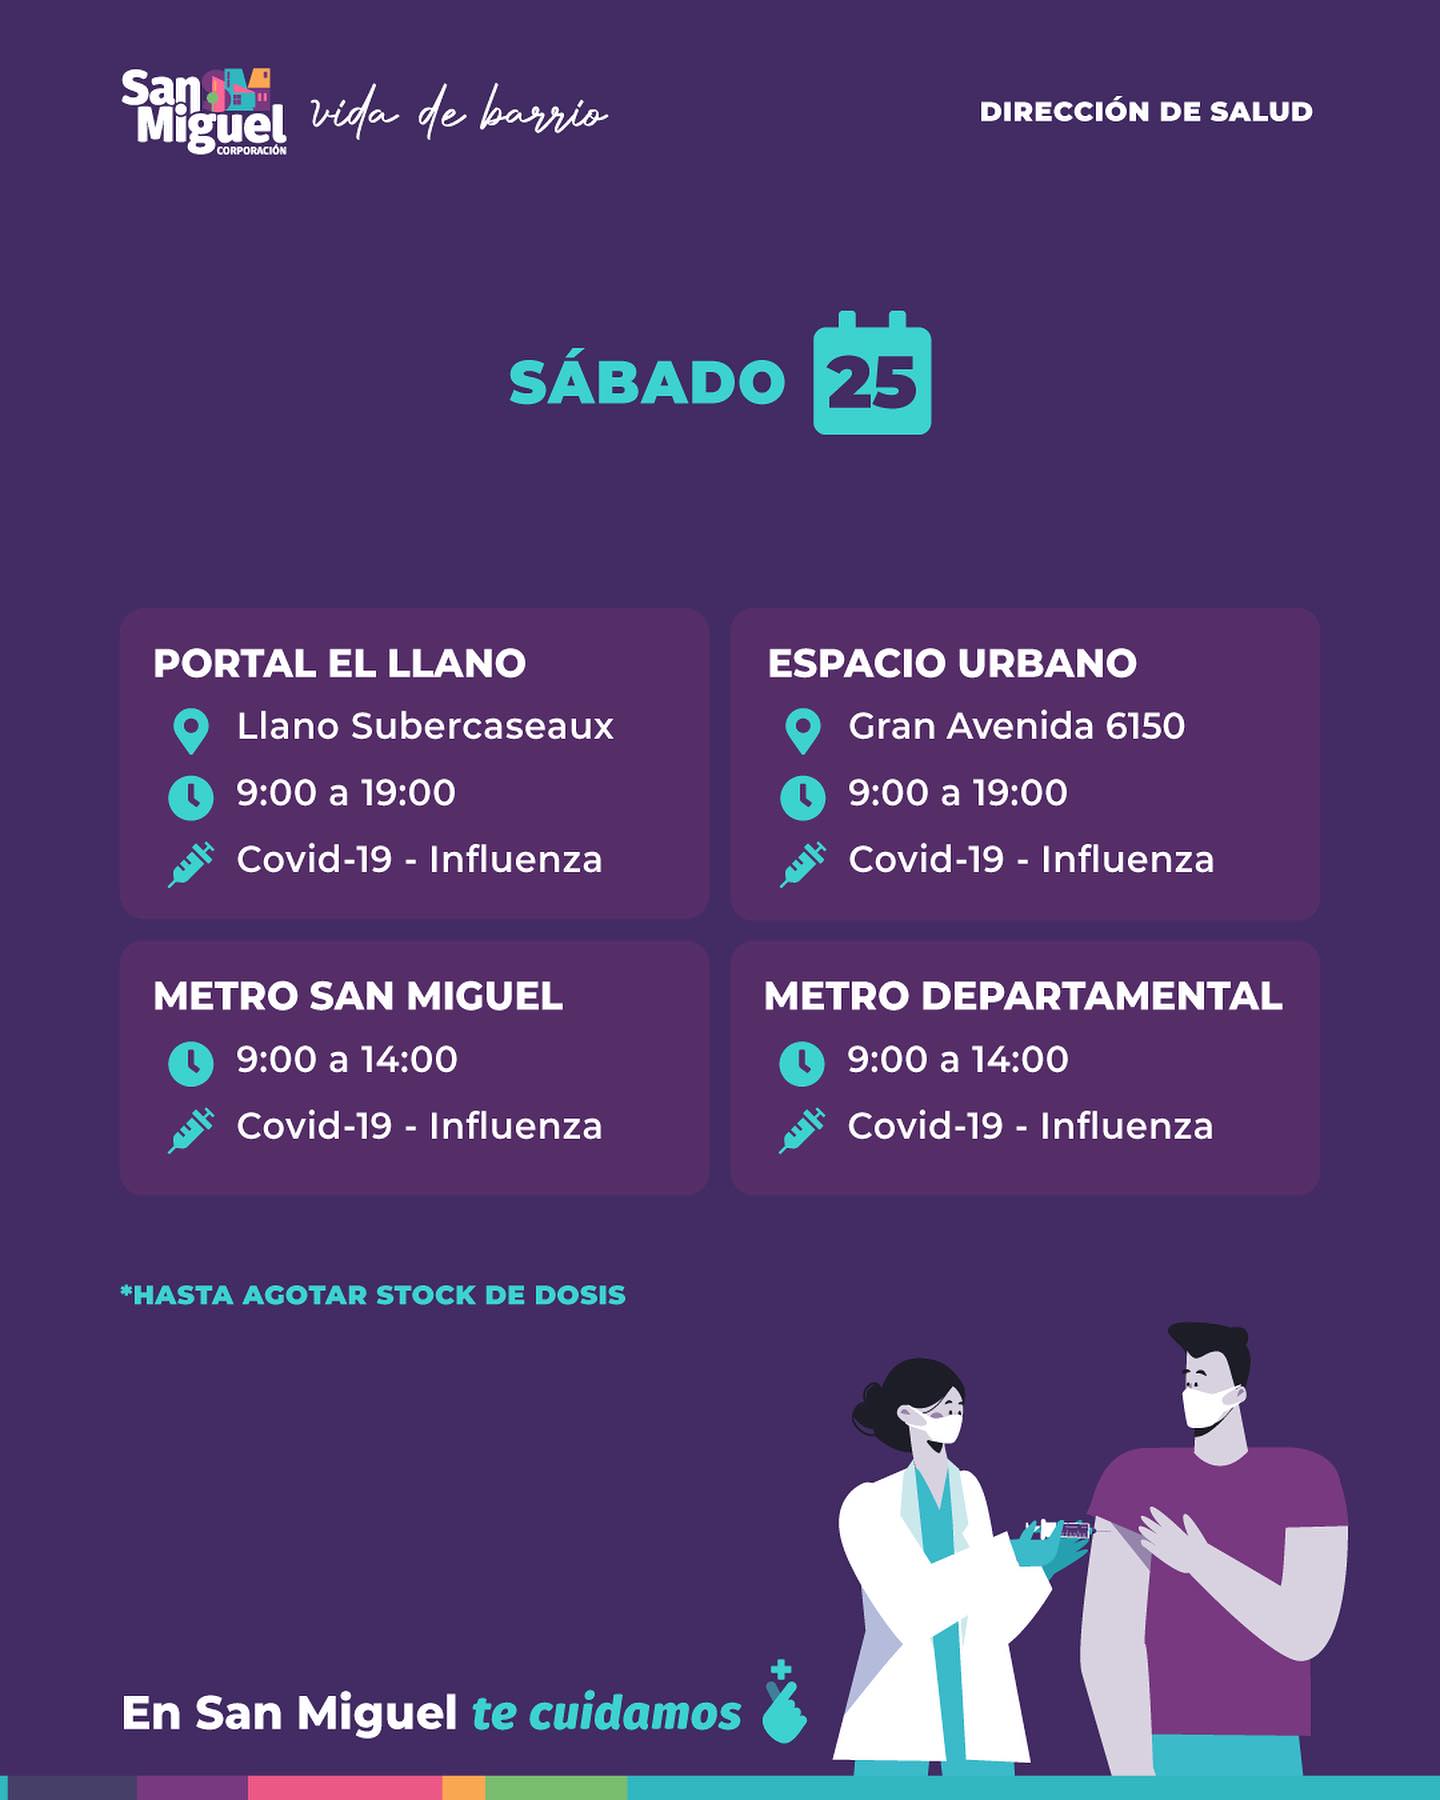 San
Miguel
CORPORACIÓN
vida de barrio
DIRECCIÓN DE SALUD
SÁBADO 25
PORTAL EL LLANO
Llano Subercaseaux
9:00 a 19:00
Covid-19 - Influenza
ESPACIO URBANO
Gran Avenida 6150
9:00 a 19:00
Covid-19 - Influenza
METRO SAN MIGUEL
9:00 a 14:00
Covid-19 - Influenza
METRO DEPARTAMENTAL
9:00 a 14:00
Covid-19 - Influenza
*HASTA AGOTAR STOCK DE DOSIS
En San Miguel te cuidamos